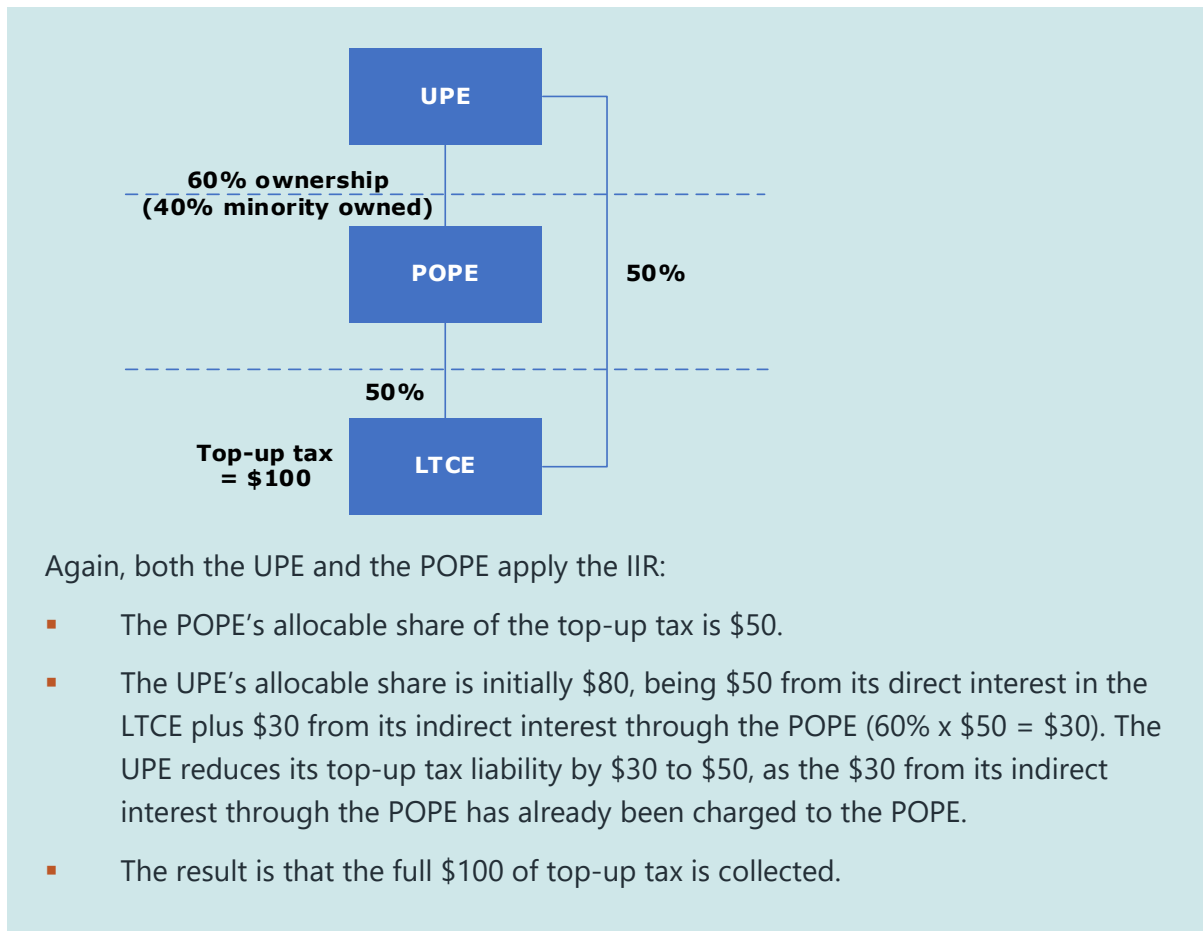 UPE
60% ownership
(40% minority owned)
POPE
50%
50%
Top-up tax
= $100
LTCE
Again, both the UPE and the POPE apply the IIR:
▪ The POPE’s allocable share of the top-up tax is $50.
▪ The UPE’s allocable share is initially $80, being $50 from its direct interest in the
LTCE plus $30 from its indirect interest through the POPE (60% x $50 = $30). The
UPE reduces its top-up tax liability by $30 to $50, as the $30 from its indirect
interest through the POPE has already been charged to the POPE.
▪ The result is that the full $100 of top-up tax is collected.